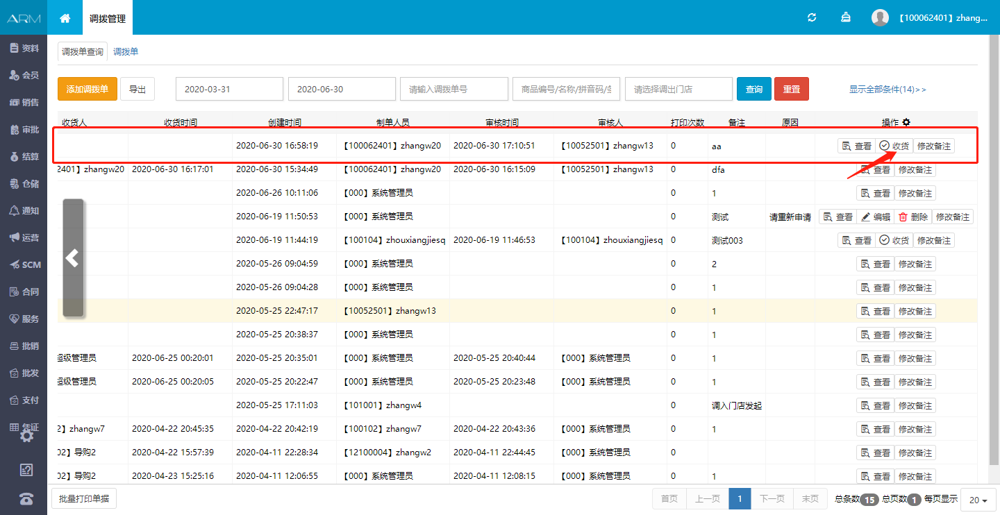 ARM 调拨管理 【100062401】zhang...
资料
会员
销售
审批
结算
仓储
通知
运营
SCM
合同
服务
批销
批发
支付
凭证
调拨单查询 调拨单
添加调拨单 导出 2020-03-31 2020-06-30 请输入调拨单号 商品编号/名称/拼音码/ 请选择调出门店 查询 重置 显示全部条件(14)>>
收货人 收货时间 创建时间 制单人员 审核时间 审核人 打印次数 备注 原因 操作
2020-06-30 16:58:19 【100062401】zhangw20 2020-06-30 17:10:51 【10052501】zhangw13 0 aa 查看 收货 修改备注
2401】zhangw20 2020-06-30 16:17:01 2020-06-30 15:34:49 【100062401】zhangw20 2020-06-30 16:15:09 【10052501】zhangw13 0 dfa 查看 修改备注
2020-06-26 10:11:06 【000】系统管理员 0 1 查看 修改备注
2020-06-19 11:50:53 【000】系统管理员 0 测试 请重新申请 查看 编辑 删除 修改备注
2020-06-19 11:44:19 【100104】zhouxiangjiesq 2020-06-19 11:46:53 【100104】zhouxiangjiesq 0 测试003 查看 收货 修改备注
2020-05-26 09:04:59 【000】系统管理员 0 2 查看 修改备注
2020-05-26 09:04:28 【000】系统管理员 0 1 查看 修改备注
2020-05-25 22:47:17 【10052501】zhangw13 0 1 查看 修改备注
2020-05-25 20:38:37 【000】系统管理员 0 1 查看 修改备注
超级管理员 2020-06-25 00:20:01 2020-05-25 20:35:01 【000】系统管理员 2020-05-25 20:40:44 【000】系统管理员 0 1 查看 修改备注
超级管理员 2020-06-25 00:20:05 2020-05-25 20:22:47 【000】系统管理员 2020-05-25 20:23:48 【000】系统管理员 0 1 查看 修改备注
2020-05-25 17:11:03 【101001】zhangw4 0 调入门店发起 查看 修改备注
2】zhangw7 2020-04-22 20:45:35 2020-04-22 20:42:19 【100102】zhangw7 2020-04-22 20:43:36 【000】系统管理员 0 1 查看 修改备注
02】导购2 2020-04-22 15:57:39 2020-04-11 22:28:34 【12100004】zhangw2 2020-04-11 22:44:45 【000】系统管理员 0 查看 修改备注
02】导购2 2020-04-23 15:25:16 2020-04-11 12:06:55 【000】系统管理员 2020-04-11 12:08:15 【000】系统管理员 0 1 查看 修改备注
批量打印单据 首页 上一页 1 下一页 末页 总条数 15 总页数 1 每页显示 20